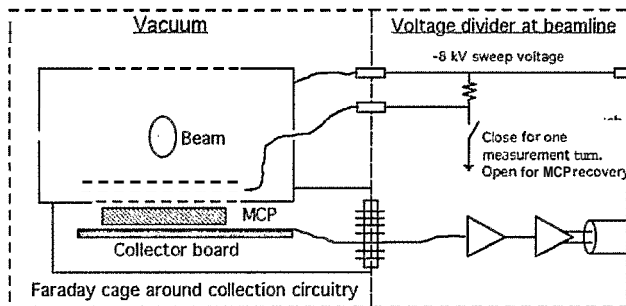 Vacuum
Voltage divider at beamline
-8 kV sweep voltage
Beam
Close for one
measurement turn.
Open for MCP recovery
MCP
Collector board
Faraday cage around collection circuitry